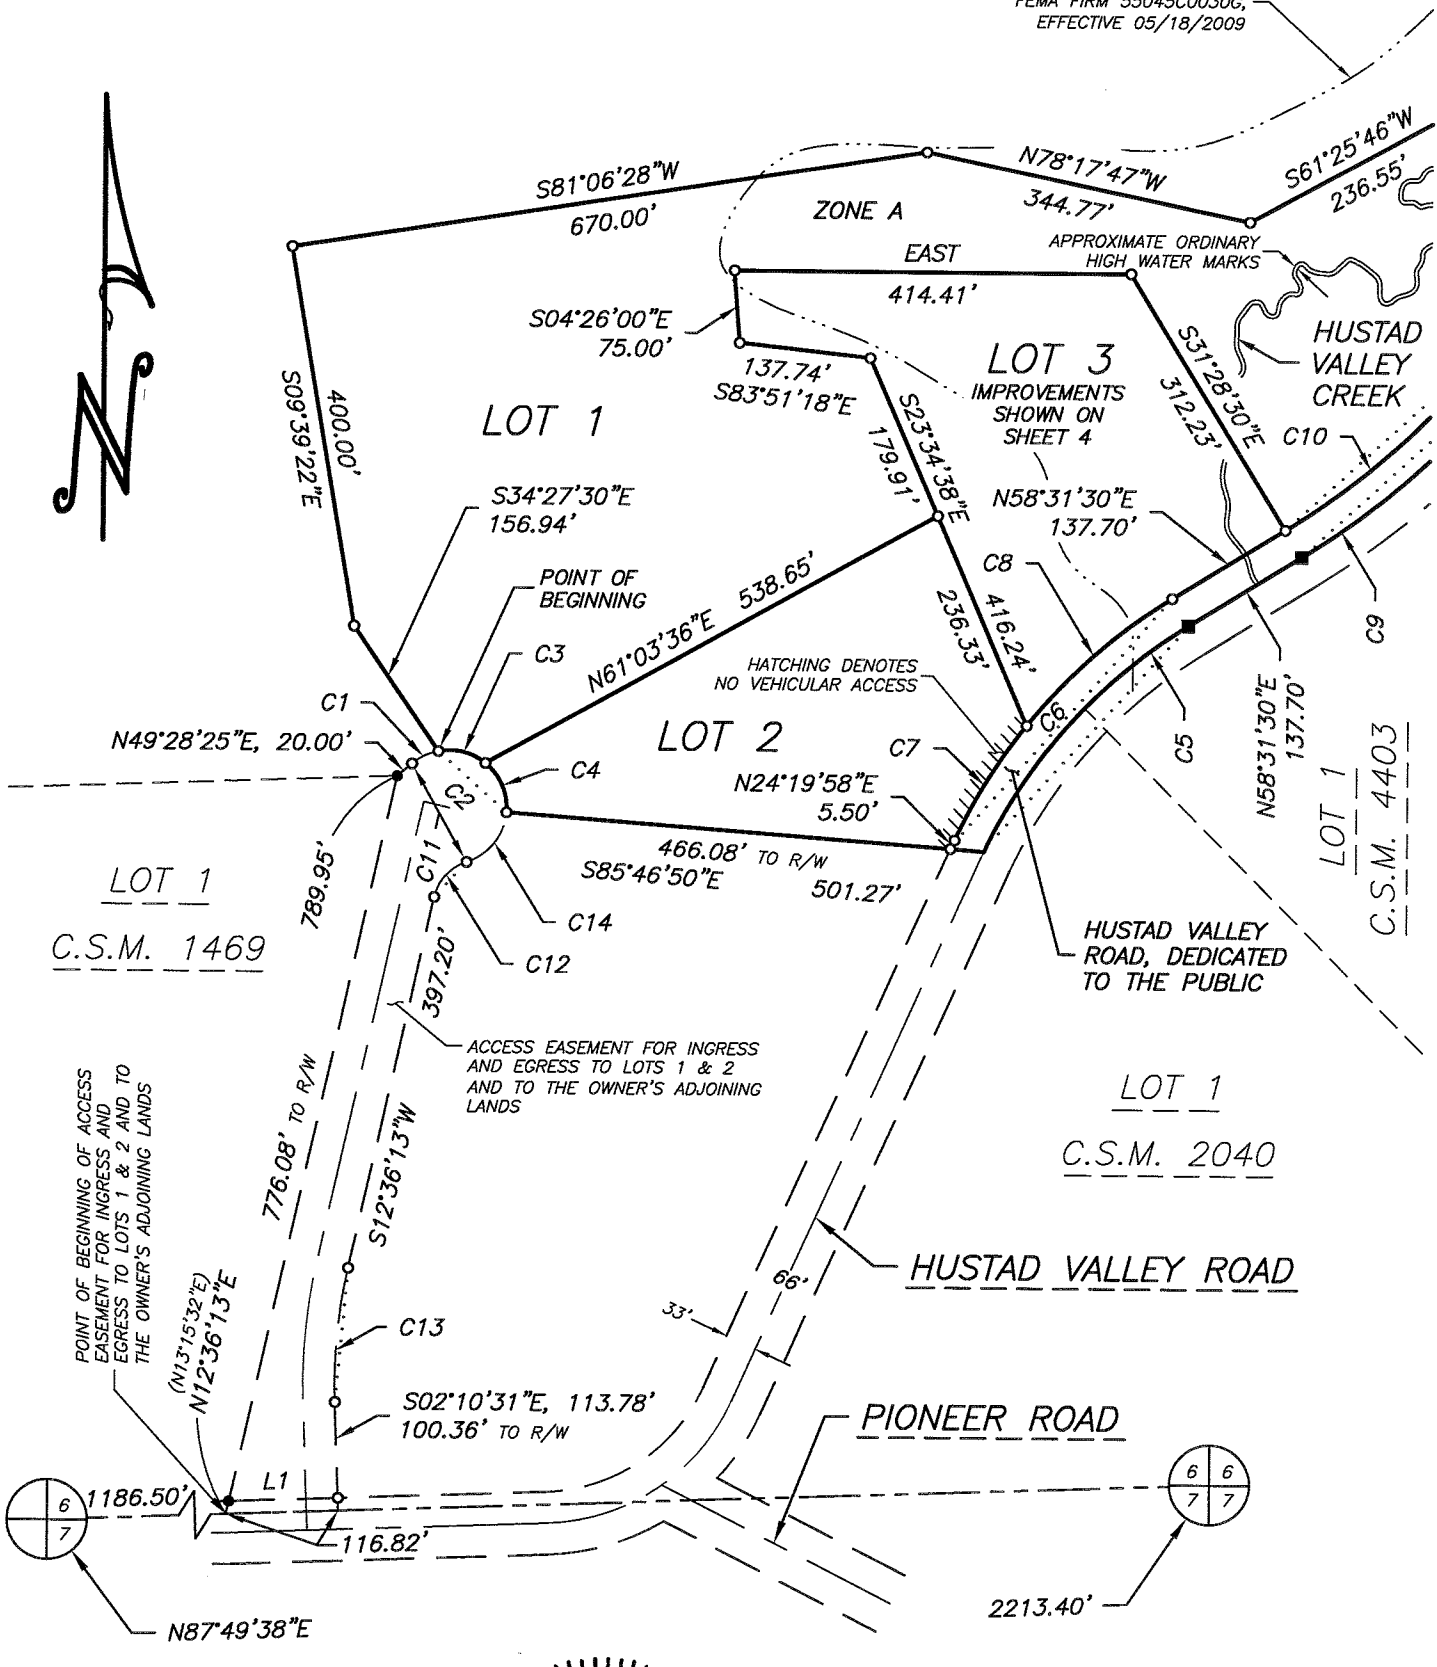 FEMA FIRM 55045C0030G,
EFFECTIVE 05/18/2009
S81°06'28"W
670.00'
N78°17'47"W
344.77'
S61°25'46"W
236.55'
ZONE A
APPROXIMATE ORDINARY
HIGH WATER MARKS
EAST
414.41'
S04°26'00"E
75.00'
137.74'
S83°51'18"E
LOT 3
IMPROVEMENTS
SHOWN ON
SHEET 4
S31°28'30"E
312.23'
HUSTAD
VALLEY
CREEK
C10
S09°39'22"E
400.00'
LOT 1
S23°34'38"E
179.91'
S34°27'30"E
156.94'
N58°31'30"E
137.70'
POINT OF
BEGINNING
C8
C3
N61°03'36"E
538.65'
236.33'
416.24'
C9
HATCHING DENOTES
NO VEHICULAR ACCESS
C1
N49°28'25"E, 20.00'
LOT 2
C6
C5
N58°31'30"E
137.70'
C7
C4
C2
N24°19'58"E
5.50'
LOT 1
C.S.M. 4403
466.08' TO R/W
S85°46'50"E
501.27'
789.95'
C11
LOT 1
C.S.M. 1469
C14
C12
HUSTAD VALLEY
ROAD, DEDICATED
TO THE PUBLIC
397.20'
ACCESS EASEMENT FOR INGRESS
AND EGRESS TO LOTS 1 & 2
AND TO THE OWNER'S ADJOINING
LANDS
LOT 1
C.S.M. 2040
POINT OF BEGINNING OF ACCESS
EASEMENT FOR INGRESS AND
EGRESS TO LOTS 1 & 2 AND TO
THE OWNER'S ADJOINING LANDS
776.08' TO R/W
S12°36'13"W
(N13°15'32"E)
N12°36'13"E
HUSTAD VALLEY ROAD
66'
33'
C13
S02°10'31"E, 113.78'
100.36' TO R/W
PIONEER ROAD
L1
6
7
1186.50'
6 6
7 7
116.82'
2213.40'
N87°49'38"E
N